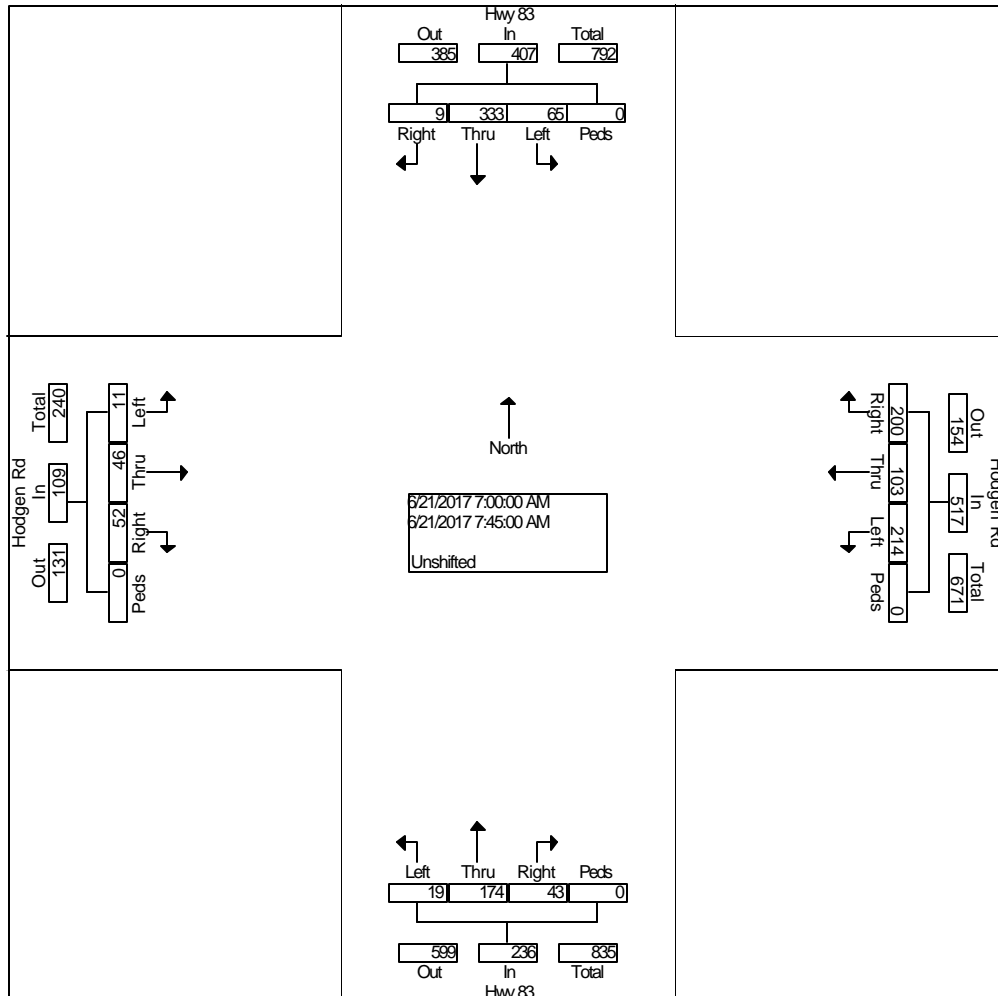 Hwy 83
Out In Total
385 407 792
9 333 65 0
Right Thru Left Peds
Hodgen Rd
Total In Out
240 109 131
11 46 52 0
Left Thru Right Peds
North
6/21/2017 7:00:00 AM
6/21/2017 7:45:00 AM
Unshifted
Right Thru Left Peds
200 103 214 0
154 517 671
Out In Total
Hodgen Rd
Left Thru Right Peds
19 174 43 0
599 236 835
Out In Total
Hwy 83